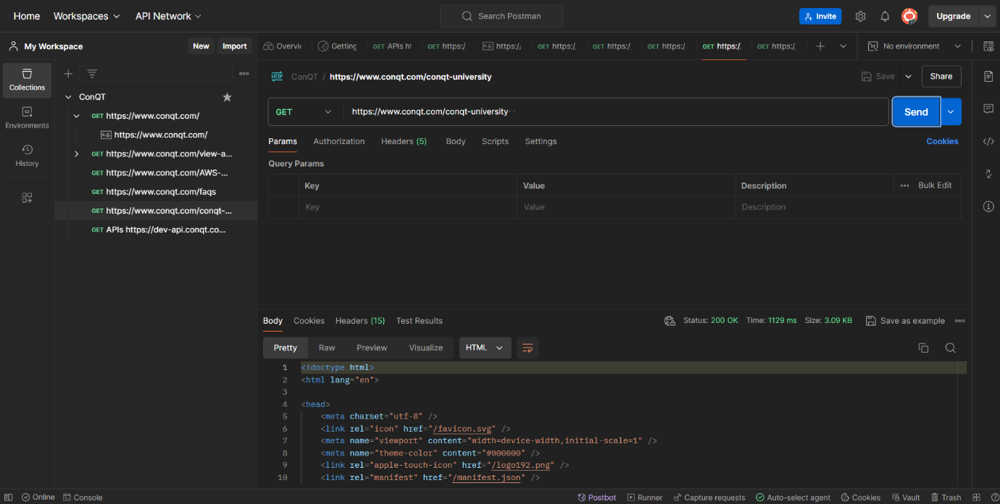 Home Workspaces API Network Search Postman Invite Upgrade
My Workspace New Import Overvi Getting GET APIs ht GET https:/ e.g. https:// GET https:/ GET https:/ GET https:/ GET https:/ GET https:/ No environment
Collections
Environments
History
ConQT
GET https://www.conqt.com/
e.g. https://www.conqt.com/
GET https://www.conqt.com/view-a...
GET https://www.conqt.com/AWS-...
GET https://www.conqt.com/faqs
GET https://www.conqt.com/conqt-...
GET APIs https://dev-api.conqt.co...
HTTP ConQT / https://www.conqt.com/conqt-university Save Share
GET https://www.conqt.com/conqt-university Send
Params Authorization Headers (5) Body Scripts Settings Cookies
Query Params
Key Value Description Bulk Edit
Key Value Description
Body Cookies Headers (15) Test Results Status: 200 OK Time: 1129 ms Size: 3.09 KB Save as example
Pretty Raw Preview Visualize HTML
1 <!doctype html>
2 <html lang="en">
3
4 <head>
5 <meta charset="utf-8" />
6 <link rel="icon" href="/favicon.svg" />
7 <meta name="viewport" content="width=device-width,initial-scale=1" />
8 <meta name="theme-color" content="#000000" />
9 <link rel="apple-touch-icon" href="/logo192.png" />
10 <link rel="manifest" href="/manifest.json" />
Online Console Postbot Runner Capture requests Auto-select agent Cookies Vault Trash